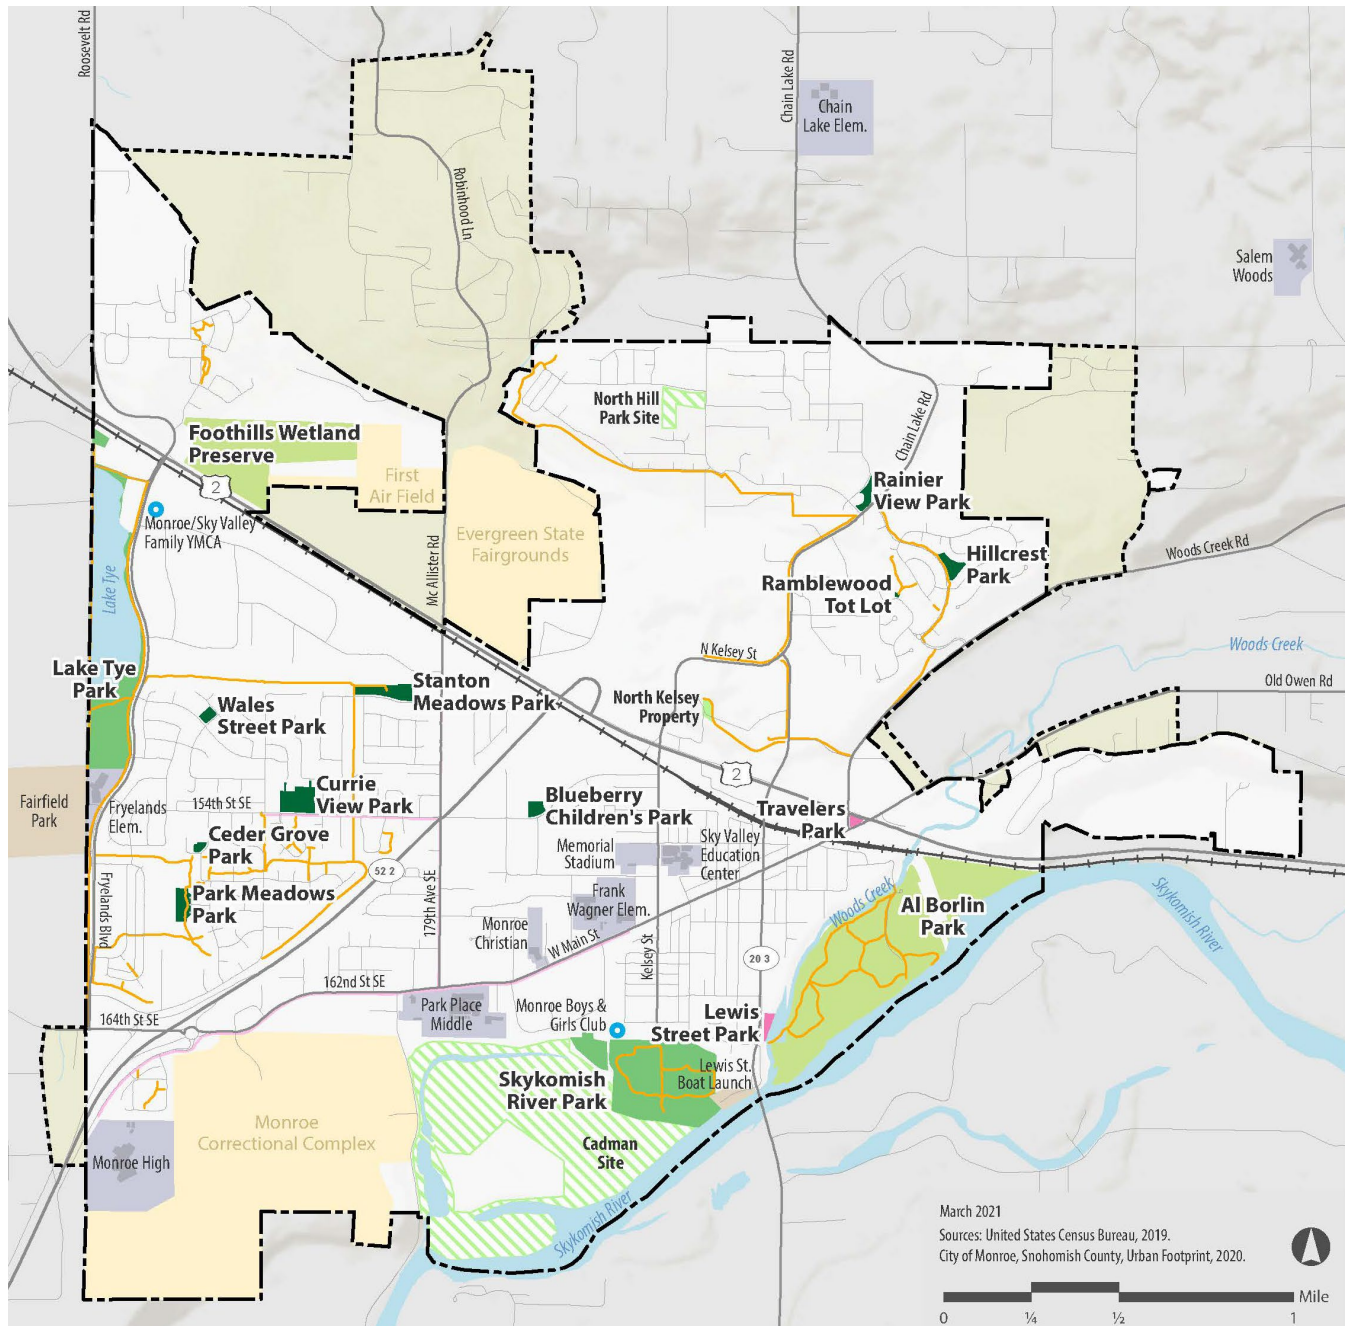 Roosevelt Rd
Chain Lake Rd
Chain
Lake Elem.
Robinhood Ln
Salem
Woods
North Hill
Park Site
Chain Lake Rd
Foothills Wetland
Preserve
2
First
Air Field
Rainier
View Park
Monroe/Sky Valley
Family YMCA
Evergreen State
Fairgrounds
Mc Allister Rd
Woods Creek Rd
Hillcrest
Park
Ramblewood
Tot Lot
Lake Tye
N Kelsey St
Woods Creek
Lake Tye
Park
Stanton
Meadows Park
Old Owen Rd
Wales
Street Park
North Kelsey
Property
2
Currie
View Park
Fairfield
Park
Fryelands
Elem.
154th St SE
Blueberry
Children's Park
Travelers
Park
Ceder Grove
Park
Memorial
Stadium
Sky Valley
Education
Center
52 2
179th Ave SE
Fryelands Blvd
Park Meadows
Park
Frank
Wagner Elem.
Woods Creek
Al Borlin
Park
Skykomish River
Monroe
Christian
W Main St
Kelsey St
20 3
162nd St SE
Park Place
Middle
Monroe Boys &
Girls Club
Lewis
Street Park
164th St SE
Lewis St.
Boat Launch
Skykomish
River Park
Monroe
Correctional Complex
Cadman
Site
Monroe High
Skykomish River
March 2021
Sources: United States Census Bureau, 2019.
City of Monroe, Snohomish County, Urban Footprint, 2020.
Mile
0 ¼ ½ 1